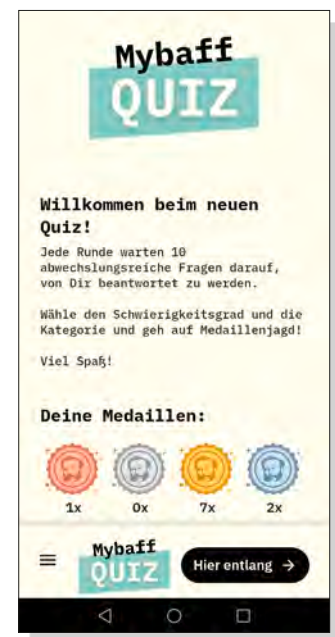 Mybaff
QUIZ
Willkommen beim neuen
Quiz!
Jede Runde warten 10
abwechslungsreiche Fragen darauf,
von Dir beantwortet zu werden.
Wähle den Schwierigkeitsgrad und die
Kategorie und geh auf Medaillenjagd!
Viel Spaß!
Deine Medaillen:
1x 0x 7x 2x
Mybaff
QUIZ
Hier entlang →